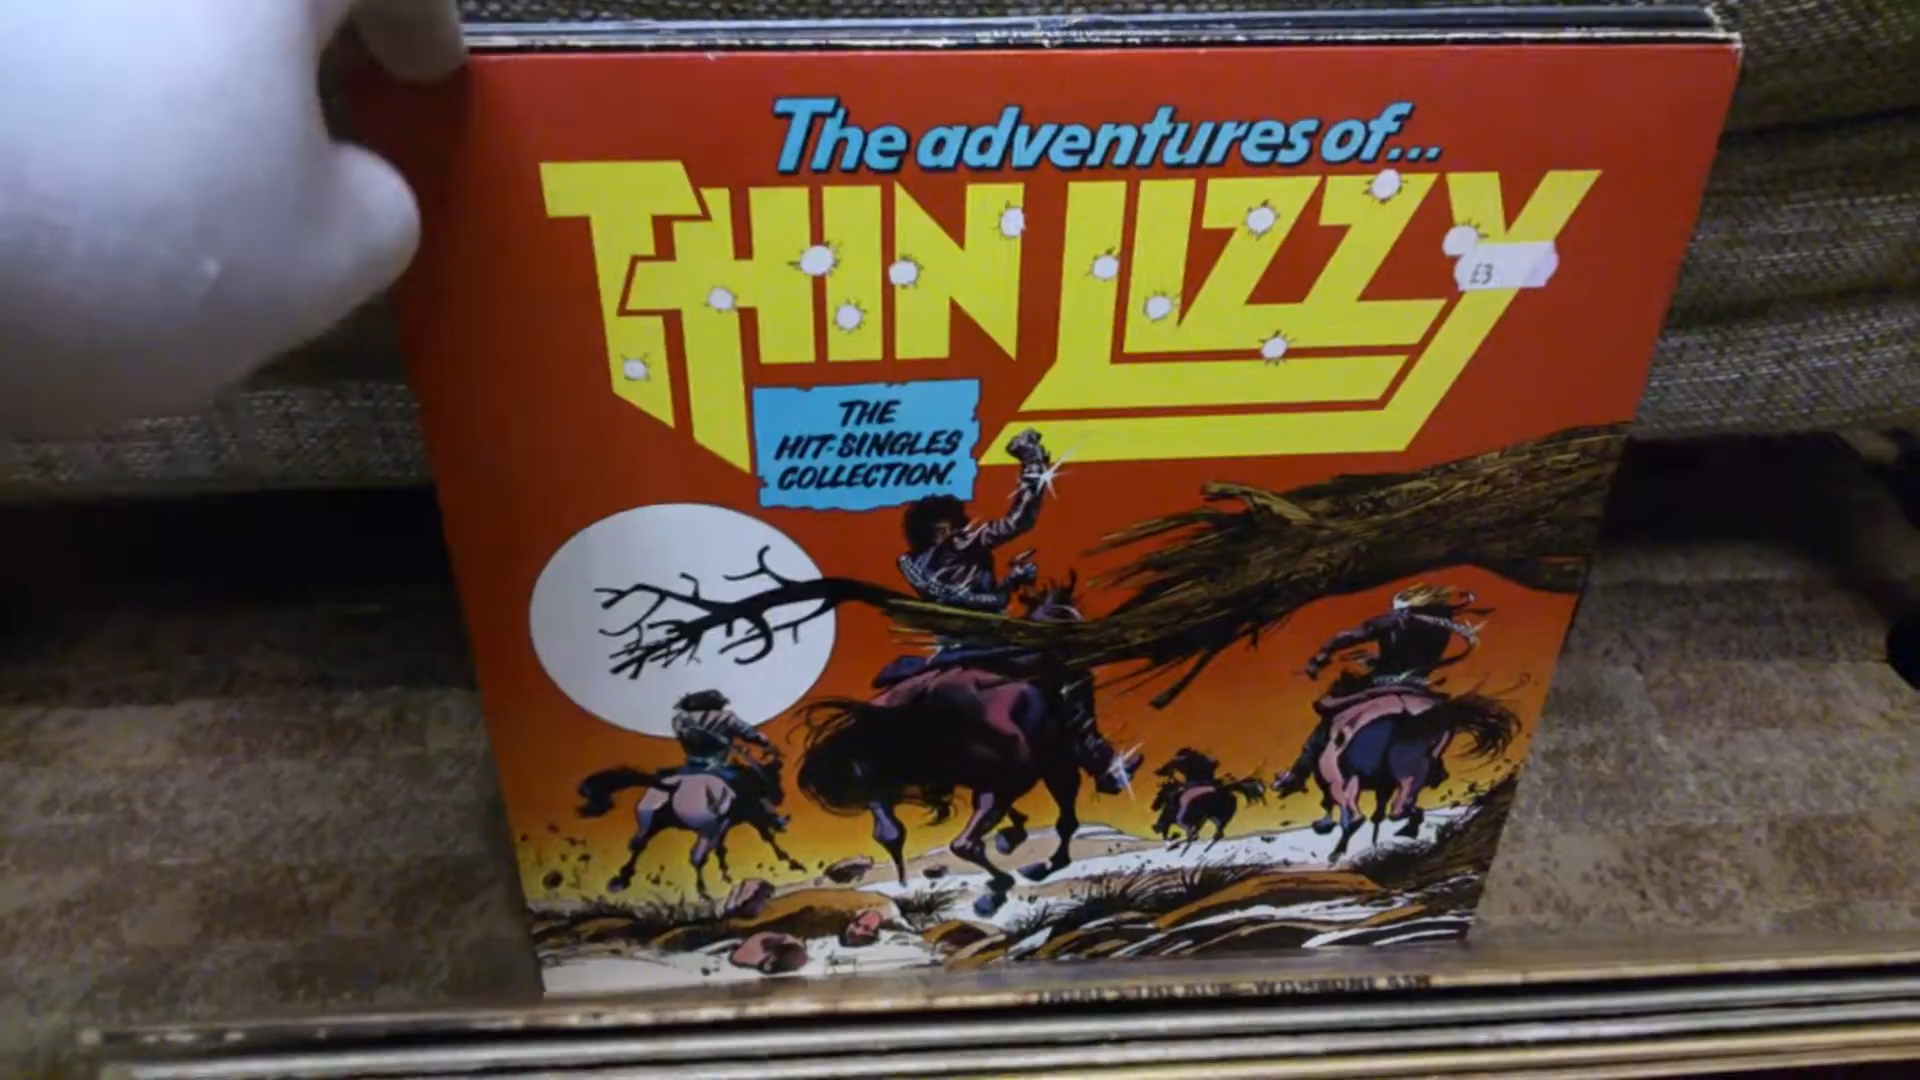 The adventures of...
THIN LIZZY
£3
THE
HIT-SINGLES
COLLECTION.